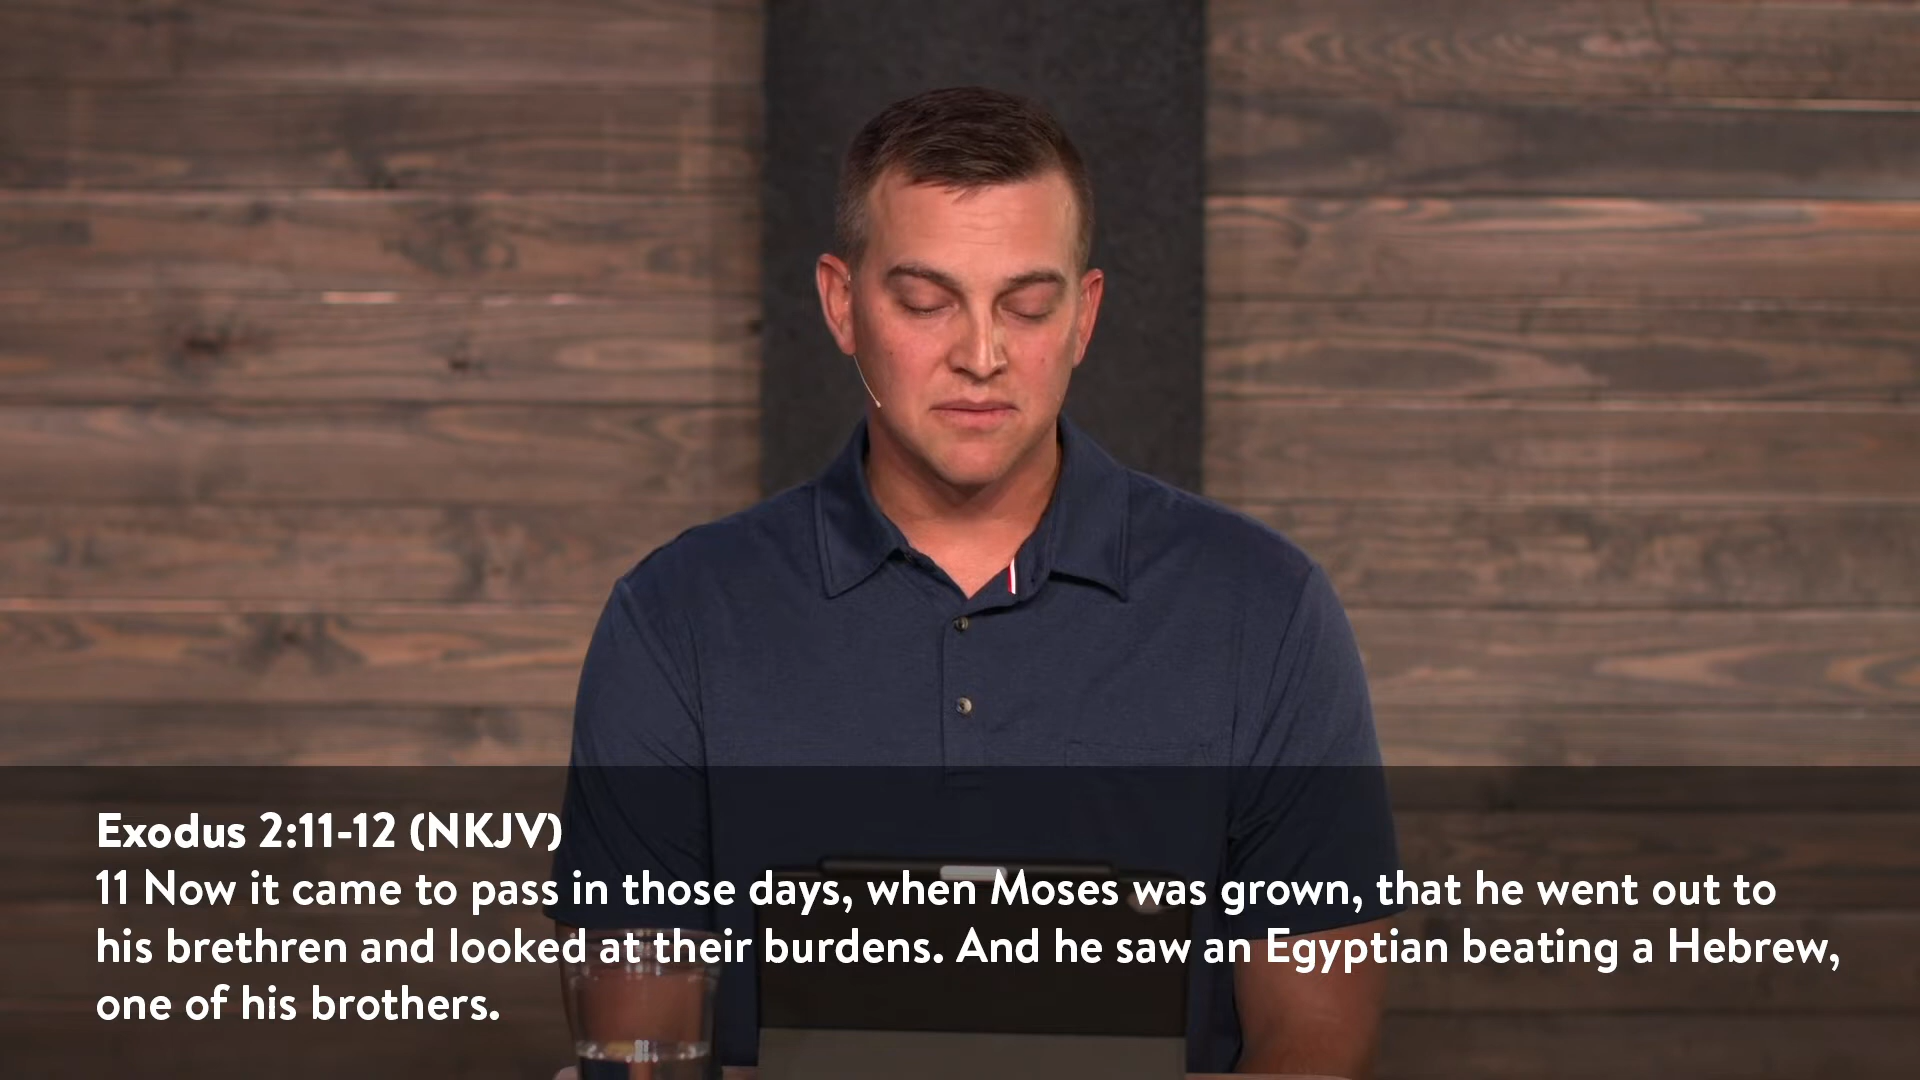 Exodus 2:11-12 (NKJV)
11 Now it came to pass in those days, when Moses was grown, that he went out to
his brethren and looked at their burdens. And he saw an Egyptian beating a Hebrew,
one of his brothers.